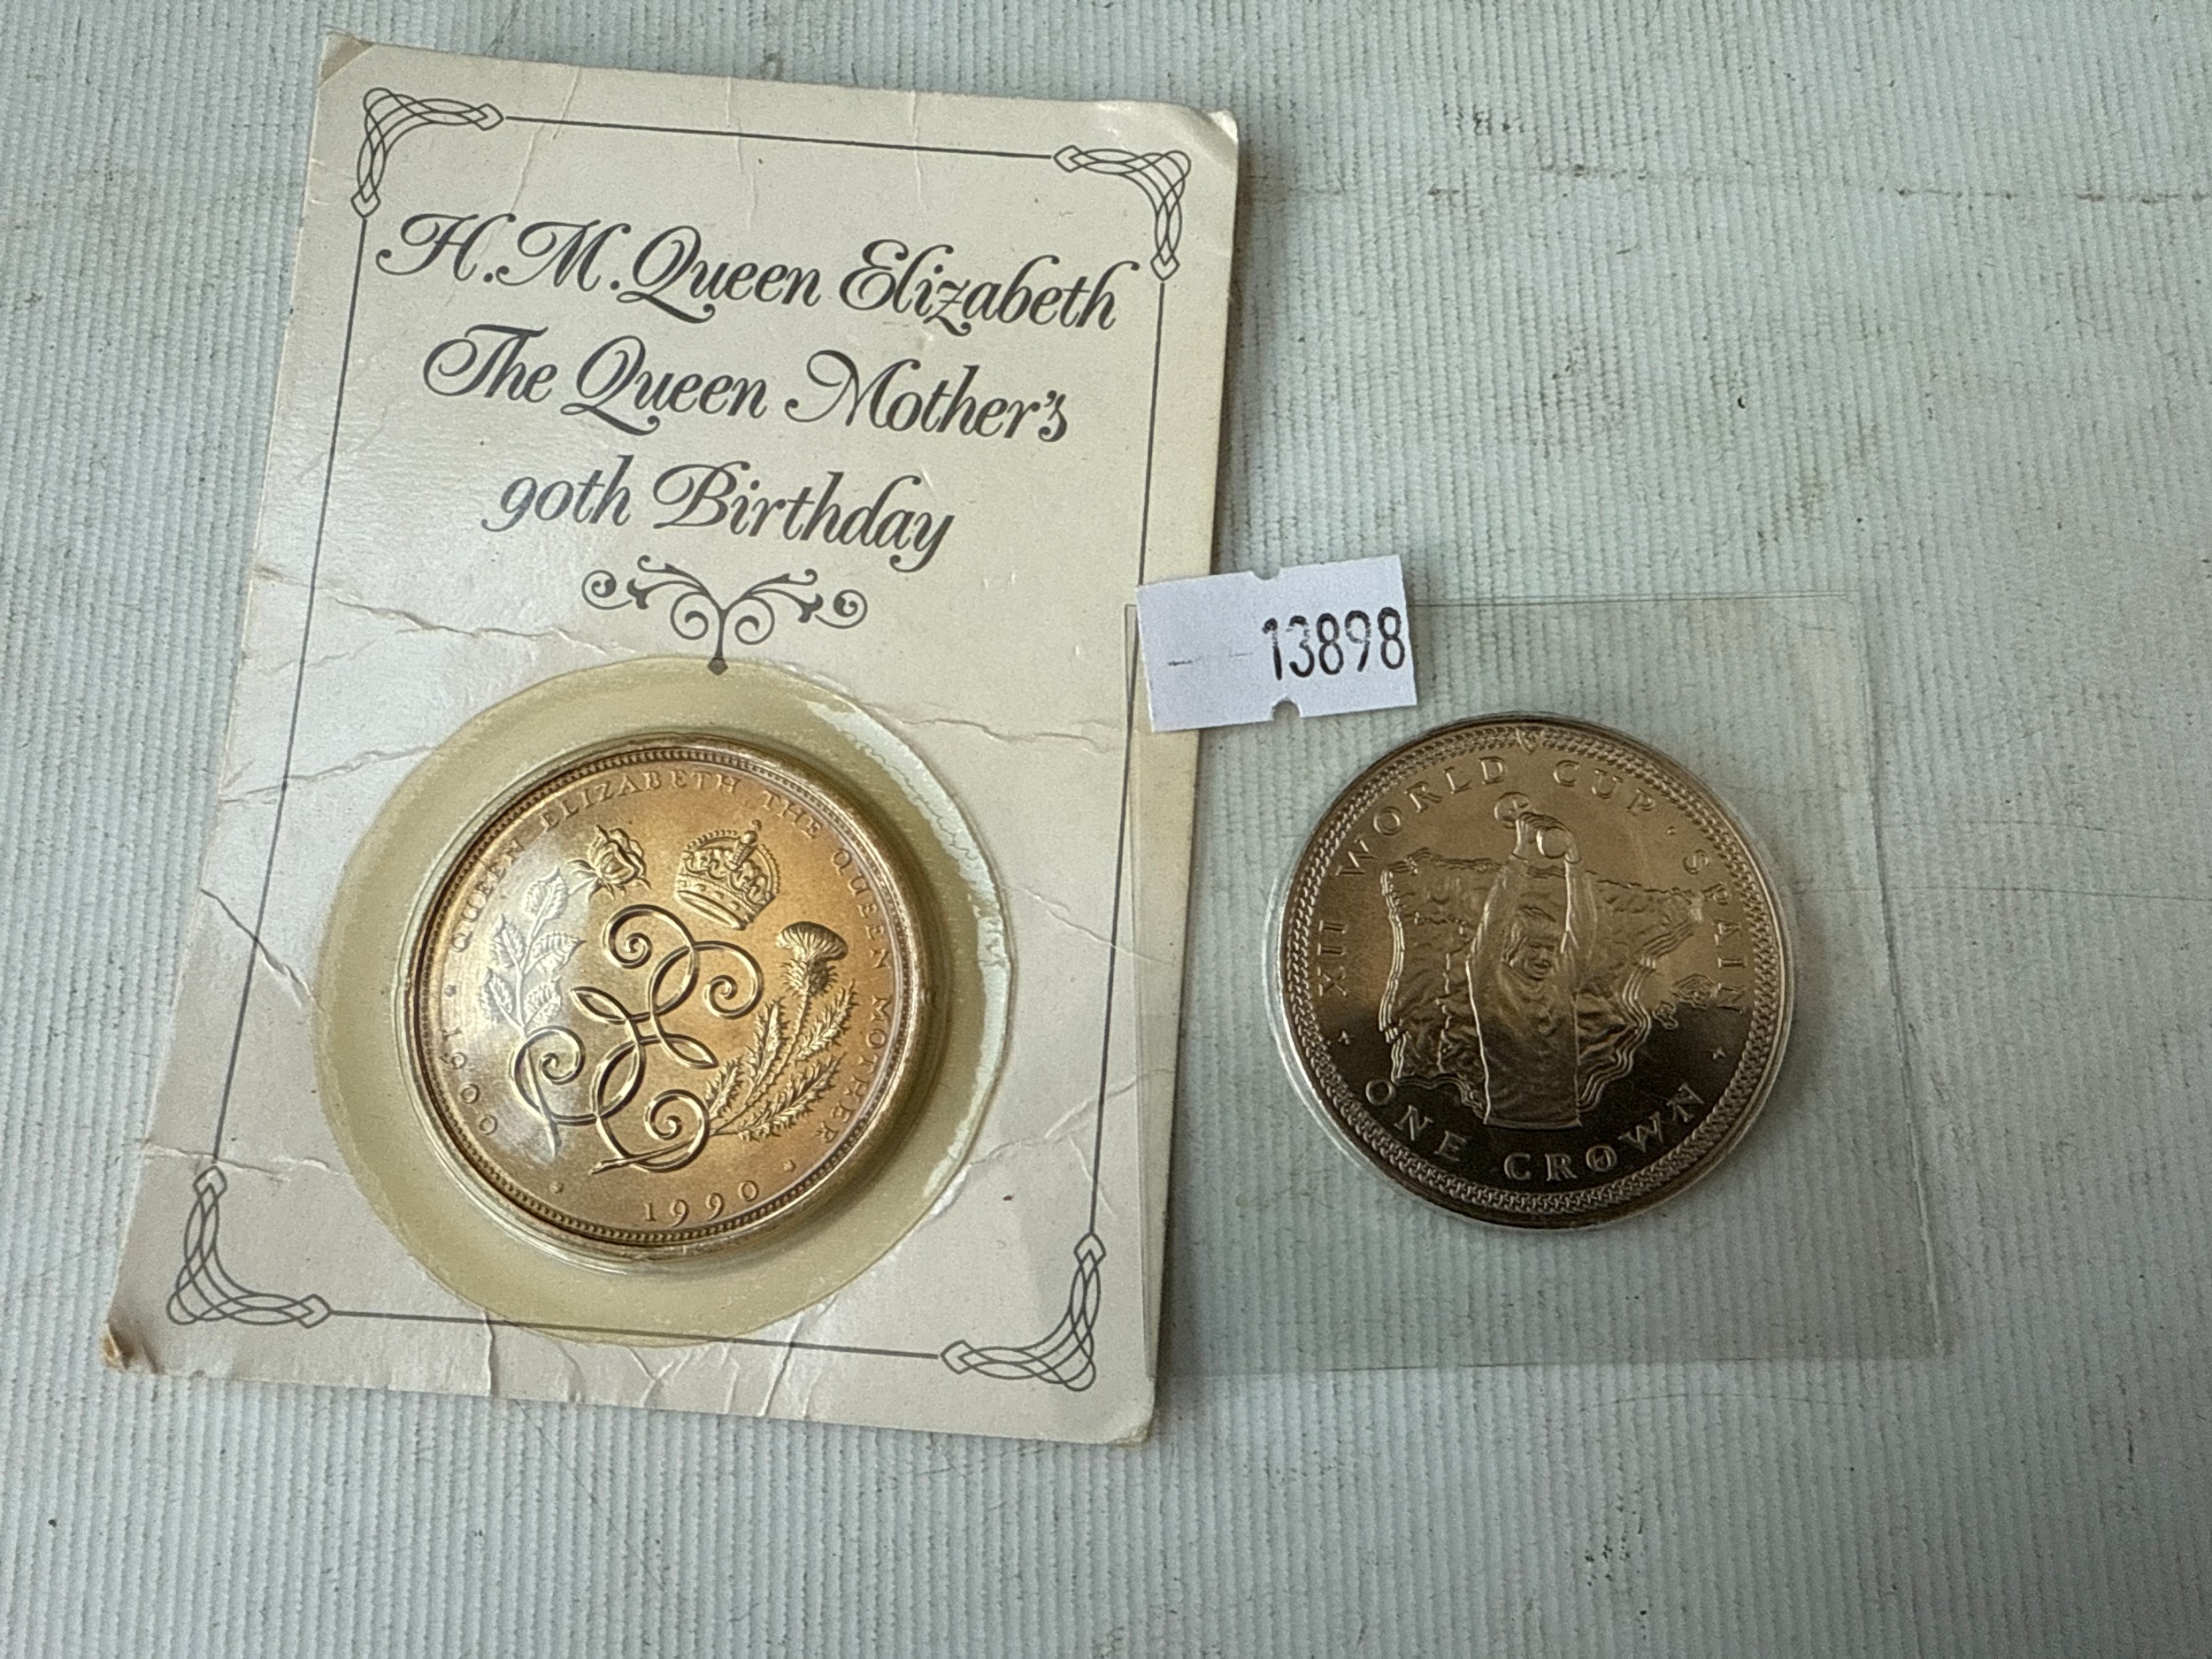 H.M.Queen Elizabeth
The Queen Mother's
90th Birthday
QUEEN ELIZABETH THE QUEEN MOTHER
1900
1990
13898
XII WORLD CUP · SPAIN
ONE CROWN